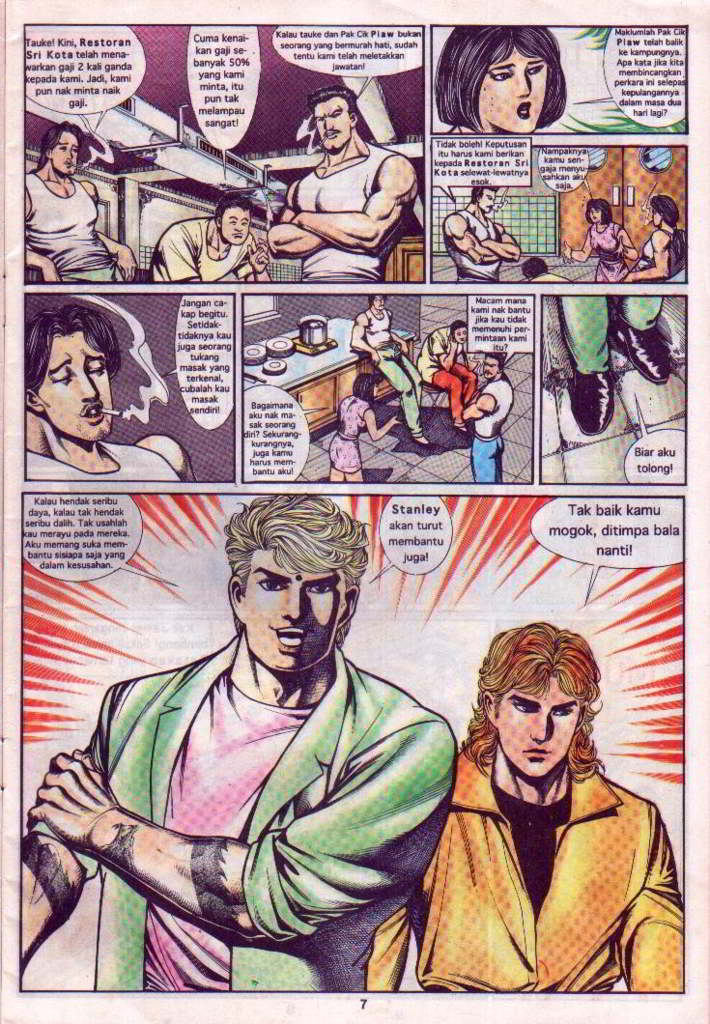 Tauke! Kini, Restoran
Sri Kota telah mena-
warkan gaji 2 kali ganda
kepada kami. Jadi, kami
pun nak minta naik
gaji.
Cuma kenai-
kan gaji se-
banyak 50%
yang kami
minta, itu
pun tak
melampau
sangat!
Kalau tauke dan Pak Cik Piaw bukan
seorang yang bermurah hati, sudah
tentu kami telah meletakkan
jawatan!
Maklumlah Pak Cik
Piaw telah balik
ke kampungnya.
Apa kata jika kita
membincangkan
perkara ini selepas
kepulangannya
dalam masa dua
hari lagi?
Tidak boleh! Keputusan
itu harus kami berikan
kepada Restoran Sri
Kota selewat-lewatnya
esok.
Nampaknya
kamu sen-
gaja menyu-
sahkan aku
saja.
Jangan ca-
kap begitu.
Setidak-
tidaknya kau
juga seorang
tukang
masak yang
terkenal,
cubalah kau
masak
sendiri!
Bagaimana
aku nak ma-
sak seorang
diri? Sekurang-
kurangnya,
juga kamu
harus mem-
bantu aku!
Macam mana
kami nak bantu
jika kau tidak
memenuhi per-
mintaan kami
itu?
Biar aku
tolong!
Kalau hendak seribu
daya, kalau tak hendak
seribu dalih. Tak usahlah
kau merayu pada mereka.
Aku memang suka mem-
bantu sisiapa saja yang
dalam kesusahan.
Stanley
akan turut
membantu
juga!
Tak baik kamu
mogok, ditimpa bala
nanti!
7